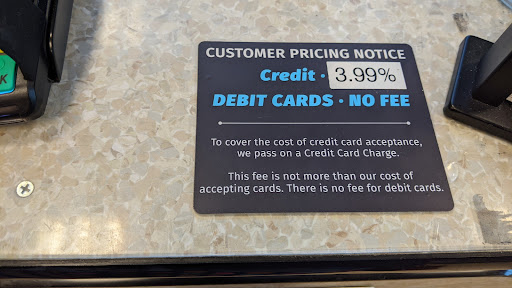 CUSTOMER PRICING NOTICE
Credit · 3.99%
DEBIT CARDS · NO FEE
To cover the cost of credit card acceptance,
we pass on a Credit Card Charge.
This fee is not more than our cost of
accepting cards. There is no fee for debit cards.